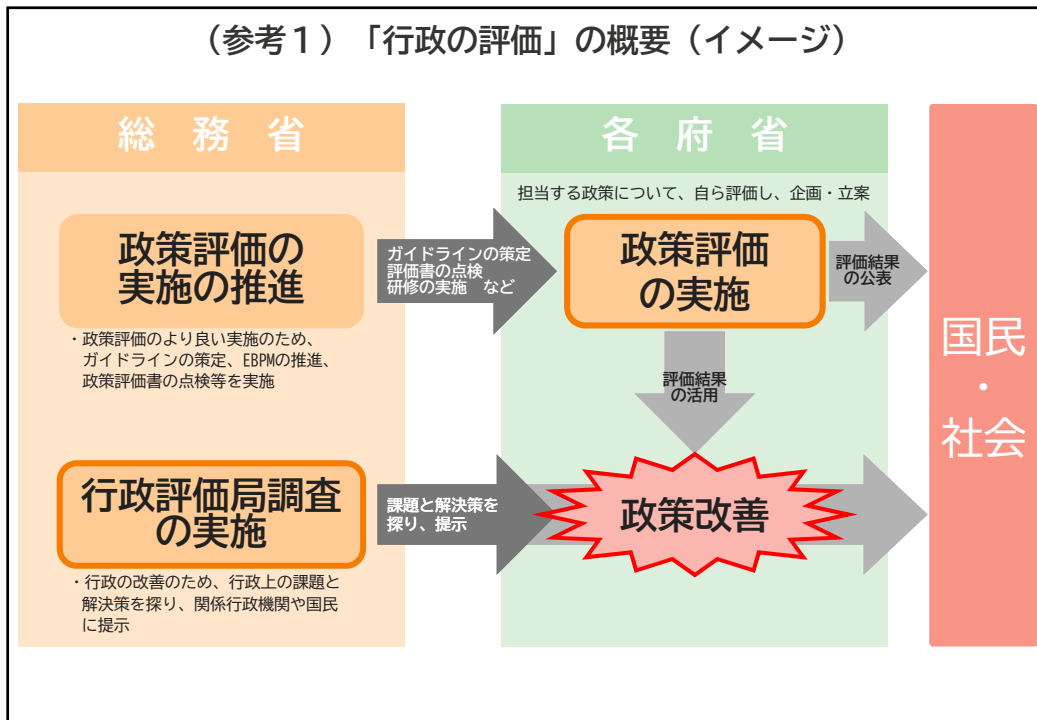 （参考１）「行政の評価」の概要（イメージ）
総　務　省
政策評価の
実施の推進
・政策評価のより良い実施のため、
ガイドラインの策定、EBPMの推進、
政策評価書の点検等を実施
ガイドラインの策定
評価書の点検
研修の実施　など
行政評価局調査
の実施
・行政の改善のため、行政上の課題と
解決策を探り、関係行政機関や国民
に提示
課題と解決策を
探り、提示
各　府　省
担当する政策について、自ら評価し、企画・立案
政策評価
の実施
評価結果
の公表
評価結果
の活用
政策改善
国民
・
社会